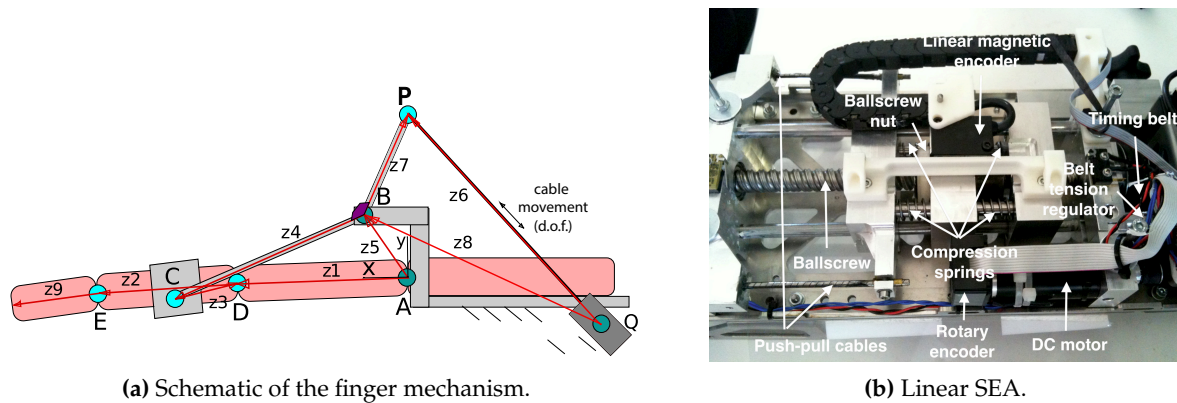 P
z7
z6
cable
movement
(d.o.f.)
B
z4
z5
y
z8
C
z2
z1
x
z9
z3
D
A
E
Q
(a) Schematic of the finger mechanism.
Linear magnetic
encoder
Ballscrew
nut
Timing belt
Belt
tension
regulator
Ballscrew
Compression
springs
Push-pull cables
Rotary
encoder
DC motor
(b) Linear SEA.